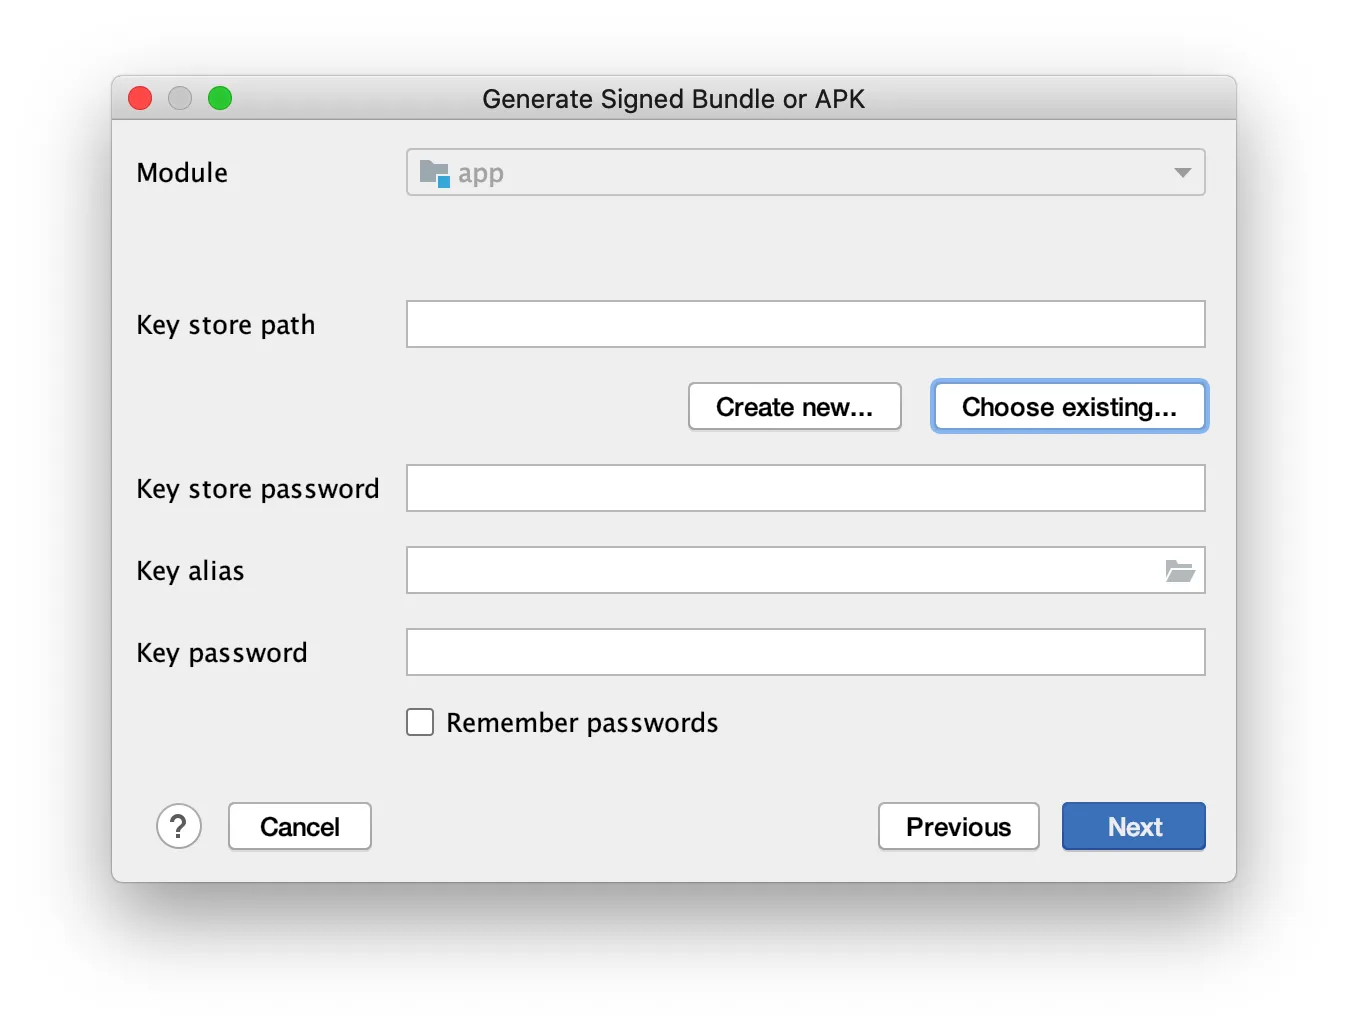 Generate Signed Bundle or APK
Module
app
Key store path
Create new... Choose existing...
Key store password
Key alias
Key password
Remember passwords
? Cancel Previous Next